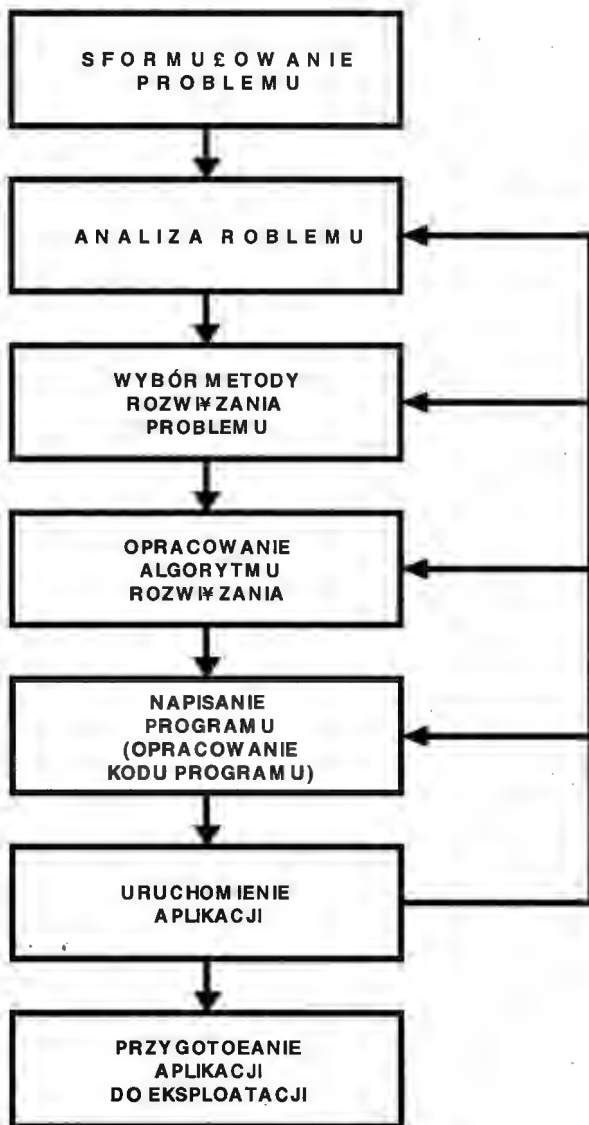 SFORMU£OWANIE
PROBLEMU
ANALIZA ROBLEMU
WYBÓR METODY
ROZWI¥ZANIA
PROBLEMU
OPRACOWANIE
ALGORYTMU
ROZWI¥ZANIA
NAPISANIE
PROGRAMU
(OPRACOWANIE
KODU PROGRAMU)
URUCHOMIENIE
APLIKACJI
PRZYGOTOEANIE
APLIKACJI
DO EKSPLOATACJI